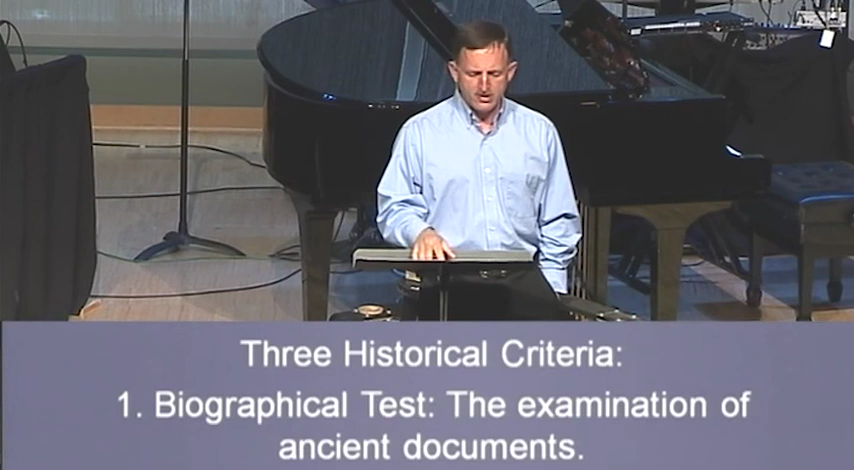 Three Historical Criteria:
1. Biographical Test: The examination of
ancient documents.